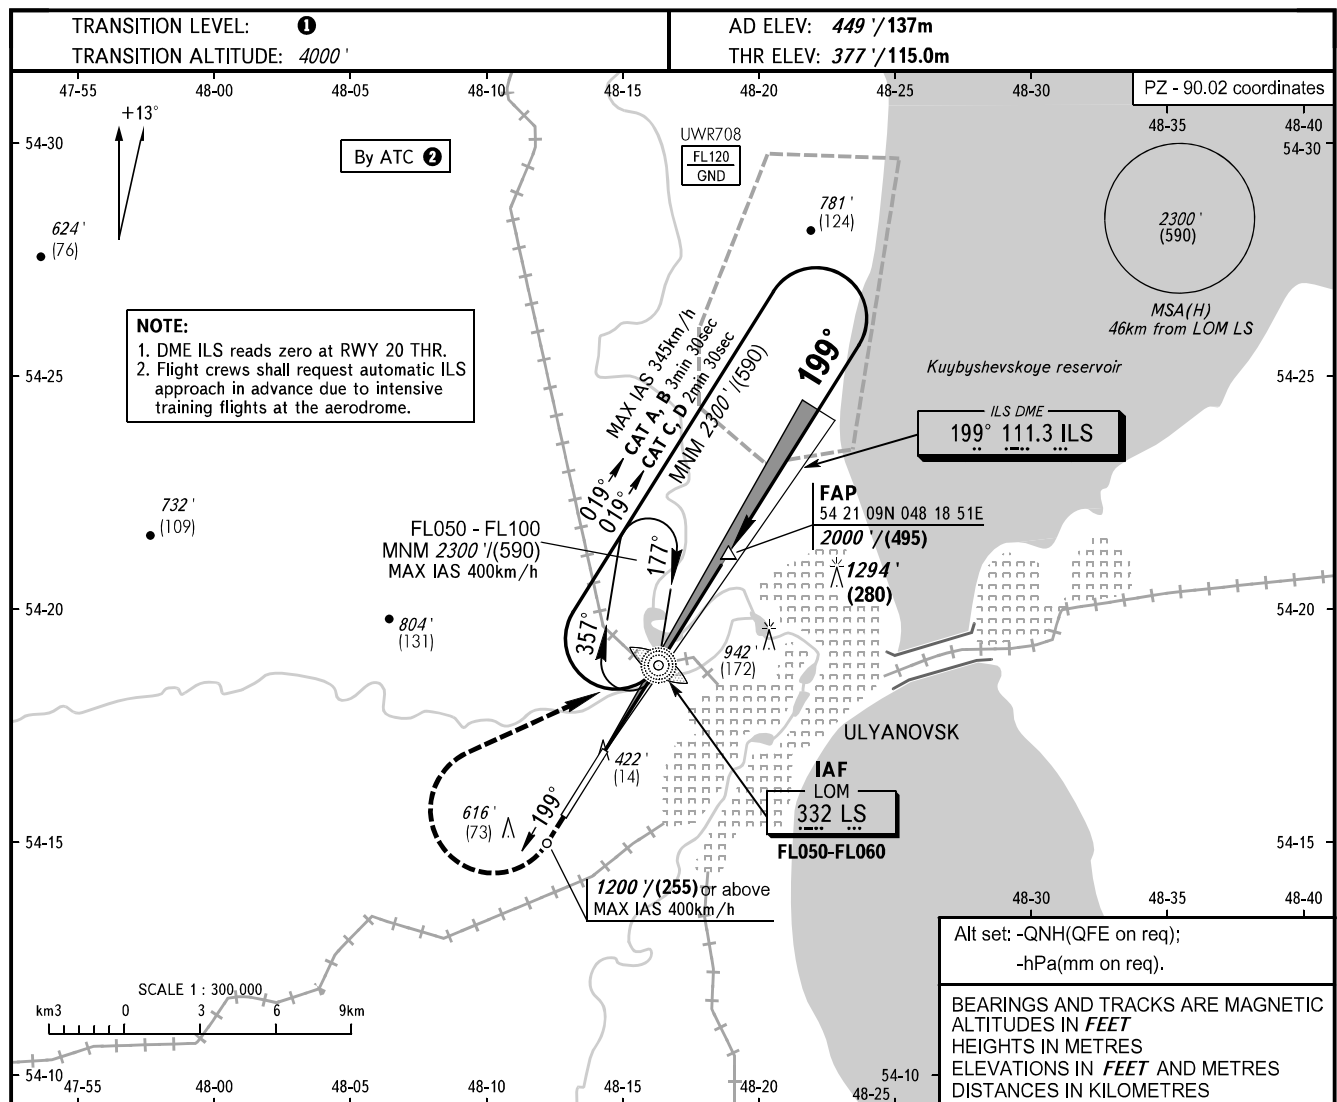 TRANSITION LEVEL: ❶
TRANSITION ALTITUDE: 4000 '
AD ELEV: 449 '/137m
THR ELEV: 377 '/115.0m
47-55 48-00 48-05 48-10 48-15 48-20 48-25 48-30
PZ - 90.02 coordinates
48-35 48-40
54-30
54-30
+13°
By ATC ❷
UWR708
FL120
GND
624 '
(76)
781 '
(124)
2300 '
(590)
MSA(H)
46km from LOM LS
NOTE:
1. DME ILS reads zero at RWY 20 THR.
2. Flight crews shall request automatic ILS
approach in advance due to intensive
training flights at the aerodrome.
MAX IAS 345km/h
019° CAT A, B 3min 30sec
019° CAT C, D 2min 30sec
MNM 2300 '/(590)
199°
Kuybyshevskoye reservoir
54-25
54-25
ILS DME
199° 111.3 ILS
732 '
(109)
FAP
54 21 09N 048 18 51E
2000 '/(495)
FL050 - FL100
MNM 2300 '/(590)
MAX IAS 400km/h
177°
357°
1294 '
(280)
54-20
54-20
804 '
(131)
942 '
(172)
ULYANOVSK
422 '
(14)
IAF
LOM
332 LS
FL050-FL060
616 '
(73)
199°
54-15
54-15
1200 '/(255) or above
MAX IAS 400km/h
48-30 48-35 48-40
Alt set: -QNH(QFE on req);
-hPa(mm on req).
SCALE 1 : 300 000
km3 0 3 6 9km
BEARINGS AND TRACKS ARE MAGNETIC
ALTITUDES IN FEET
HEIGHTS IN METRES
ELEVATIONS IN FEET AND METRES
DISTANCES IN KILOMETRES
54-10
54-10
47-55 48-00 48-05 48-10 48-15 48-20 48-25